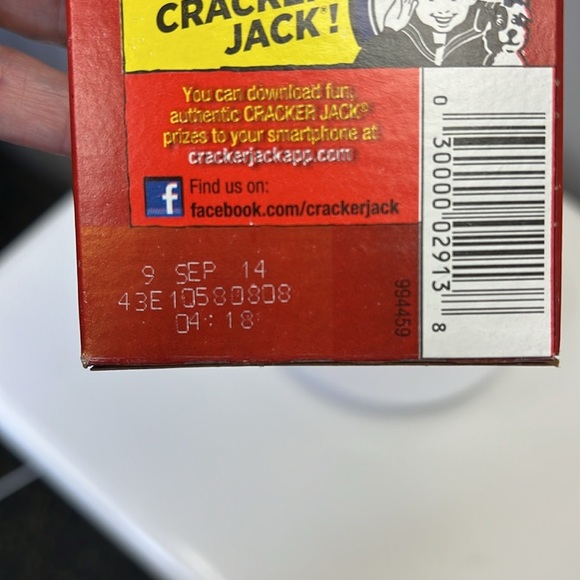 CRACKER
JACK®!
You can download fun,
authentic CRACKER JACK®
prizes to your smartphone at
crackerjackapp.com
f
Find us on:
facebook.com/crackerjack
9 SEP 14
43E10580808
04:18
994459
0 30000 02913 8